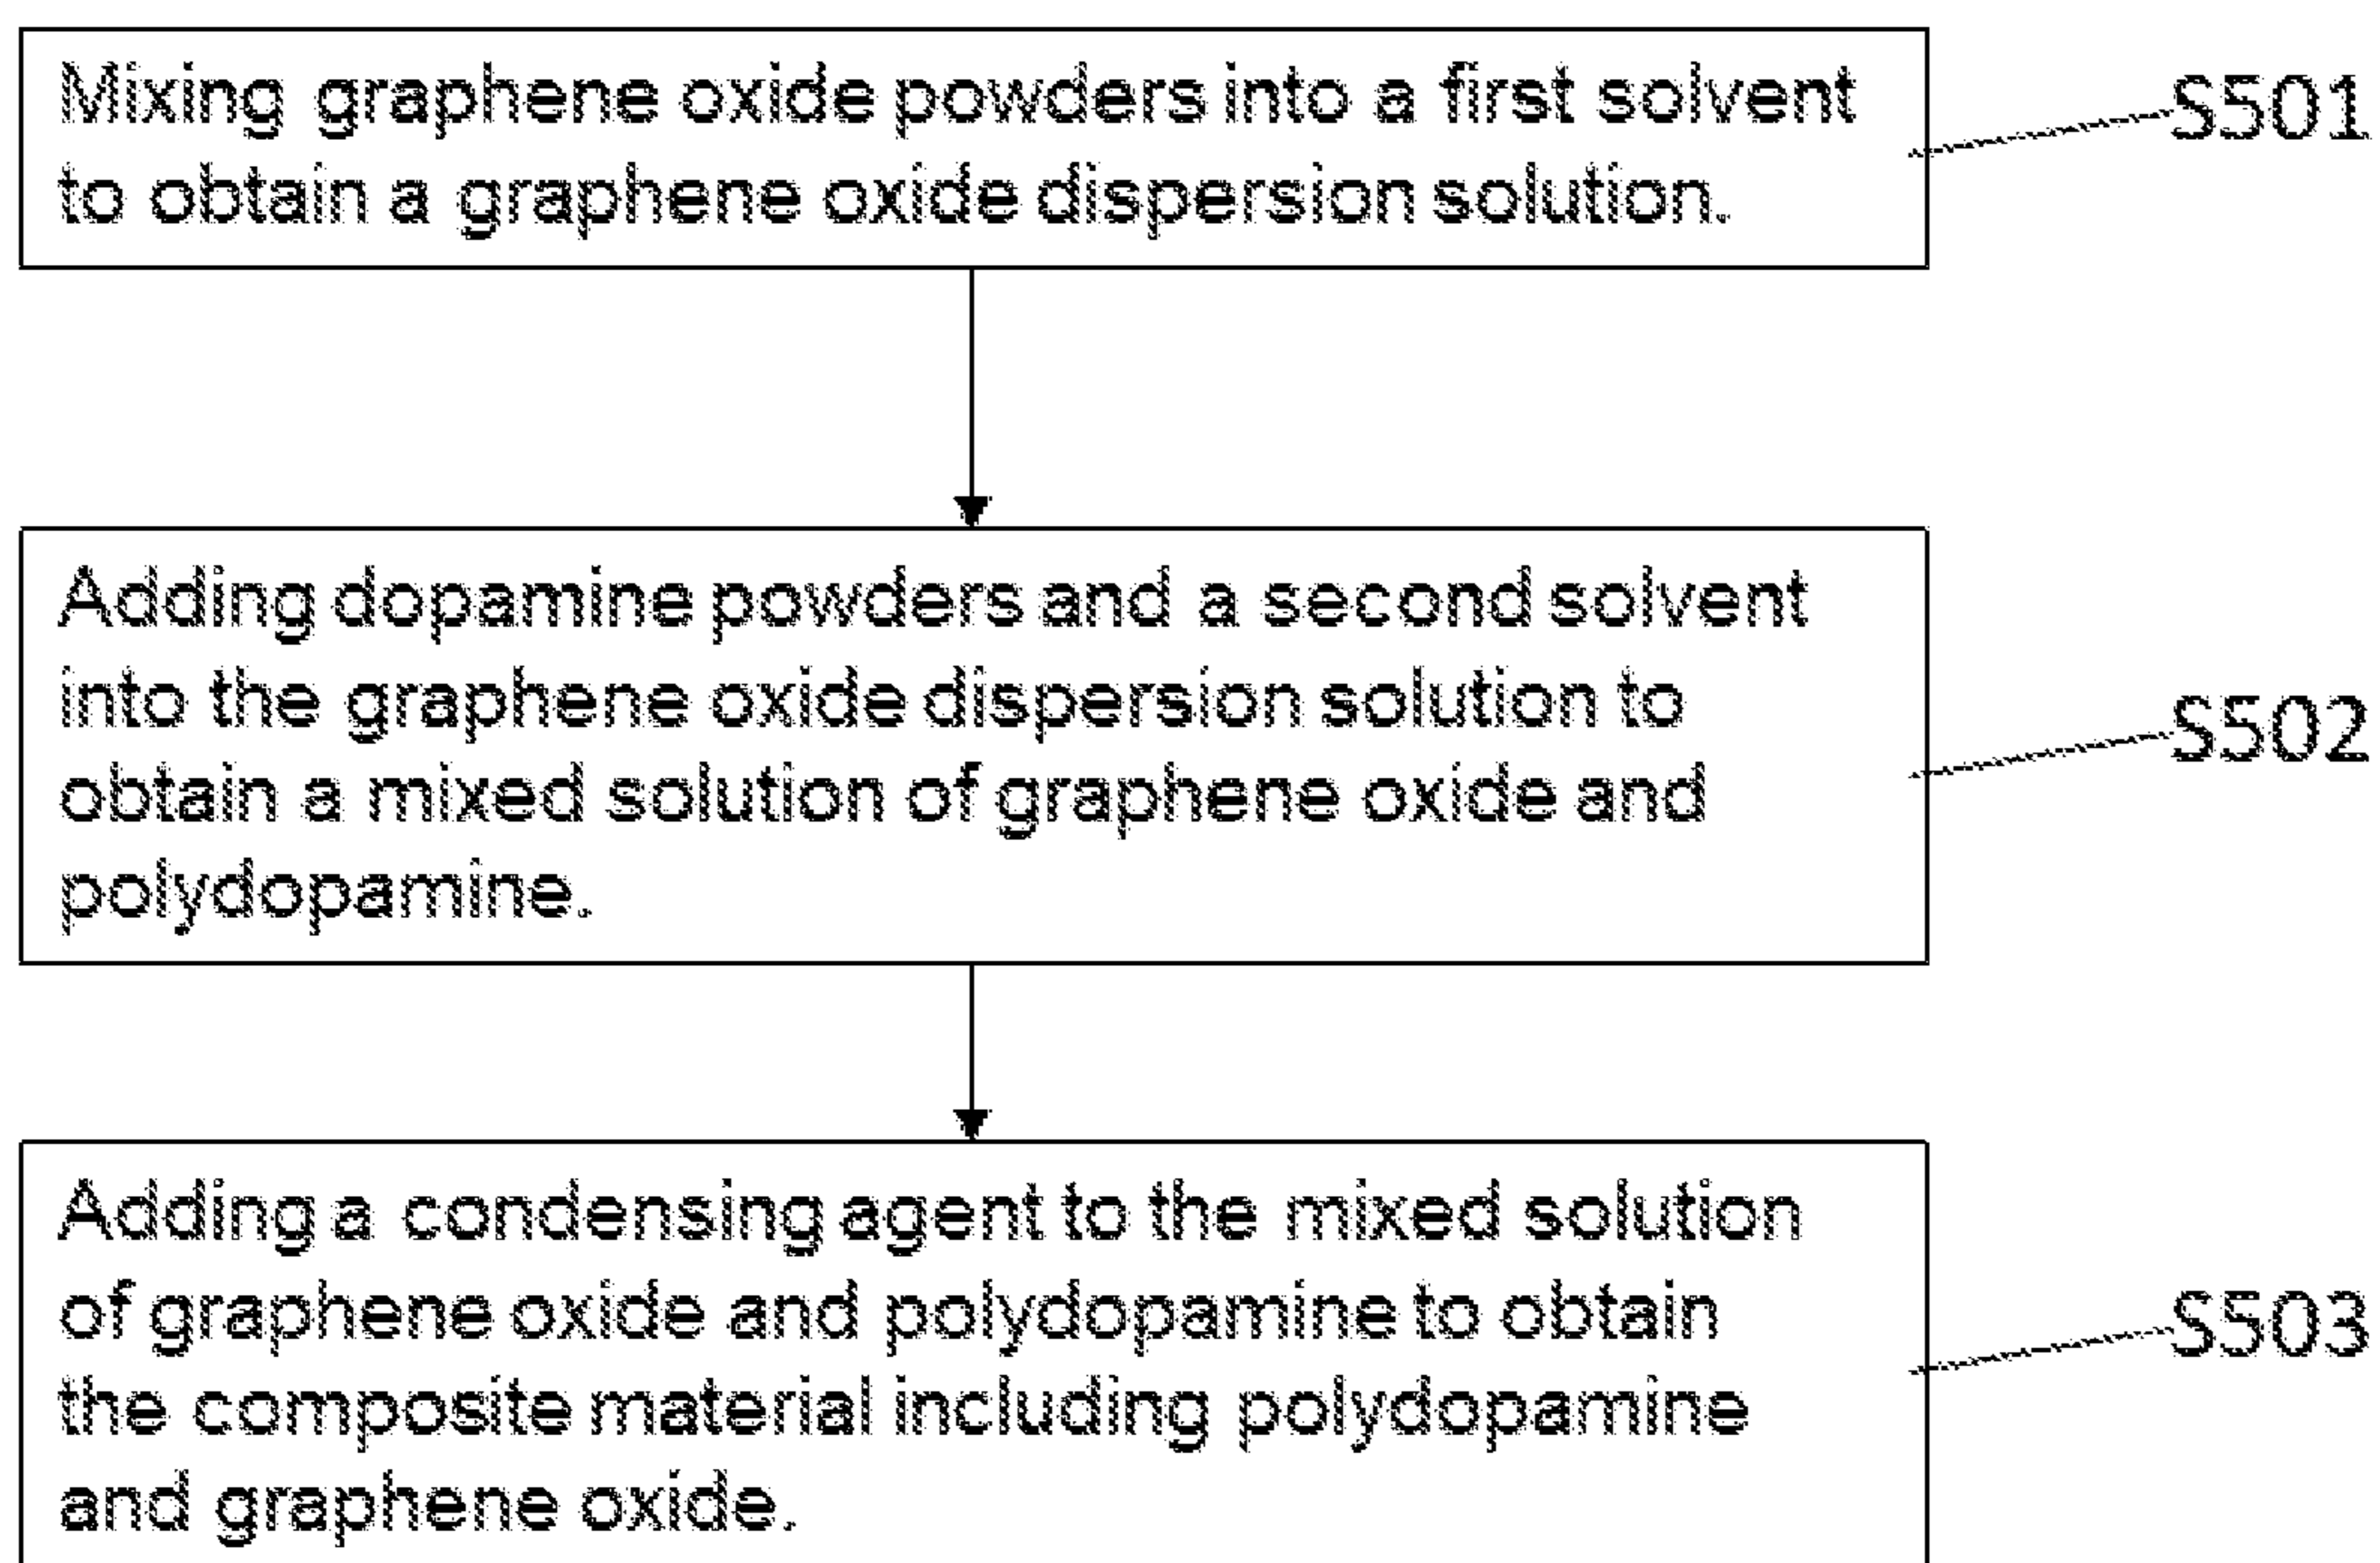 Mixing graphene oxide powders into a first solvent
to obtain a graphene oxide dispersion solution.
S501
Adding dopamine powders and a second solvent
into the graphene oxide dispersion solution to
obtain a mixed solution of graphene oxide and
polydopamine.
S502
Adding a condensing agent to the mixed solution
of graphene oxide and polydopamine to obtain
the composite material including polydopamine
and graphene oxide.
S503